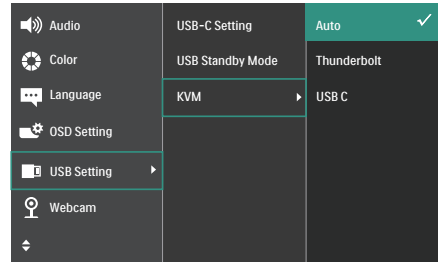 Audio
Color
Language
OSD Setting
USB Setting
Webcam
USB-C Setting
USB Standby Mode
KVM
Auto
Thunderbolt
USB C